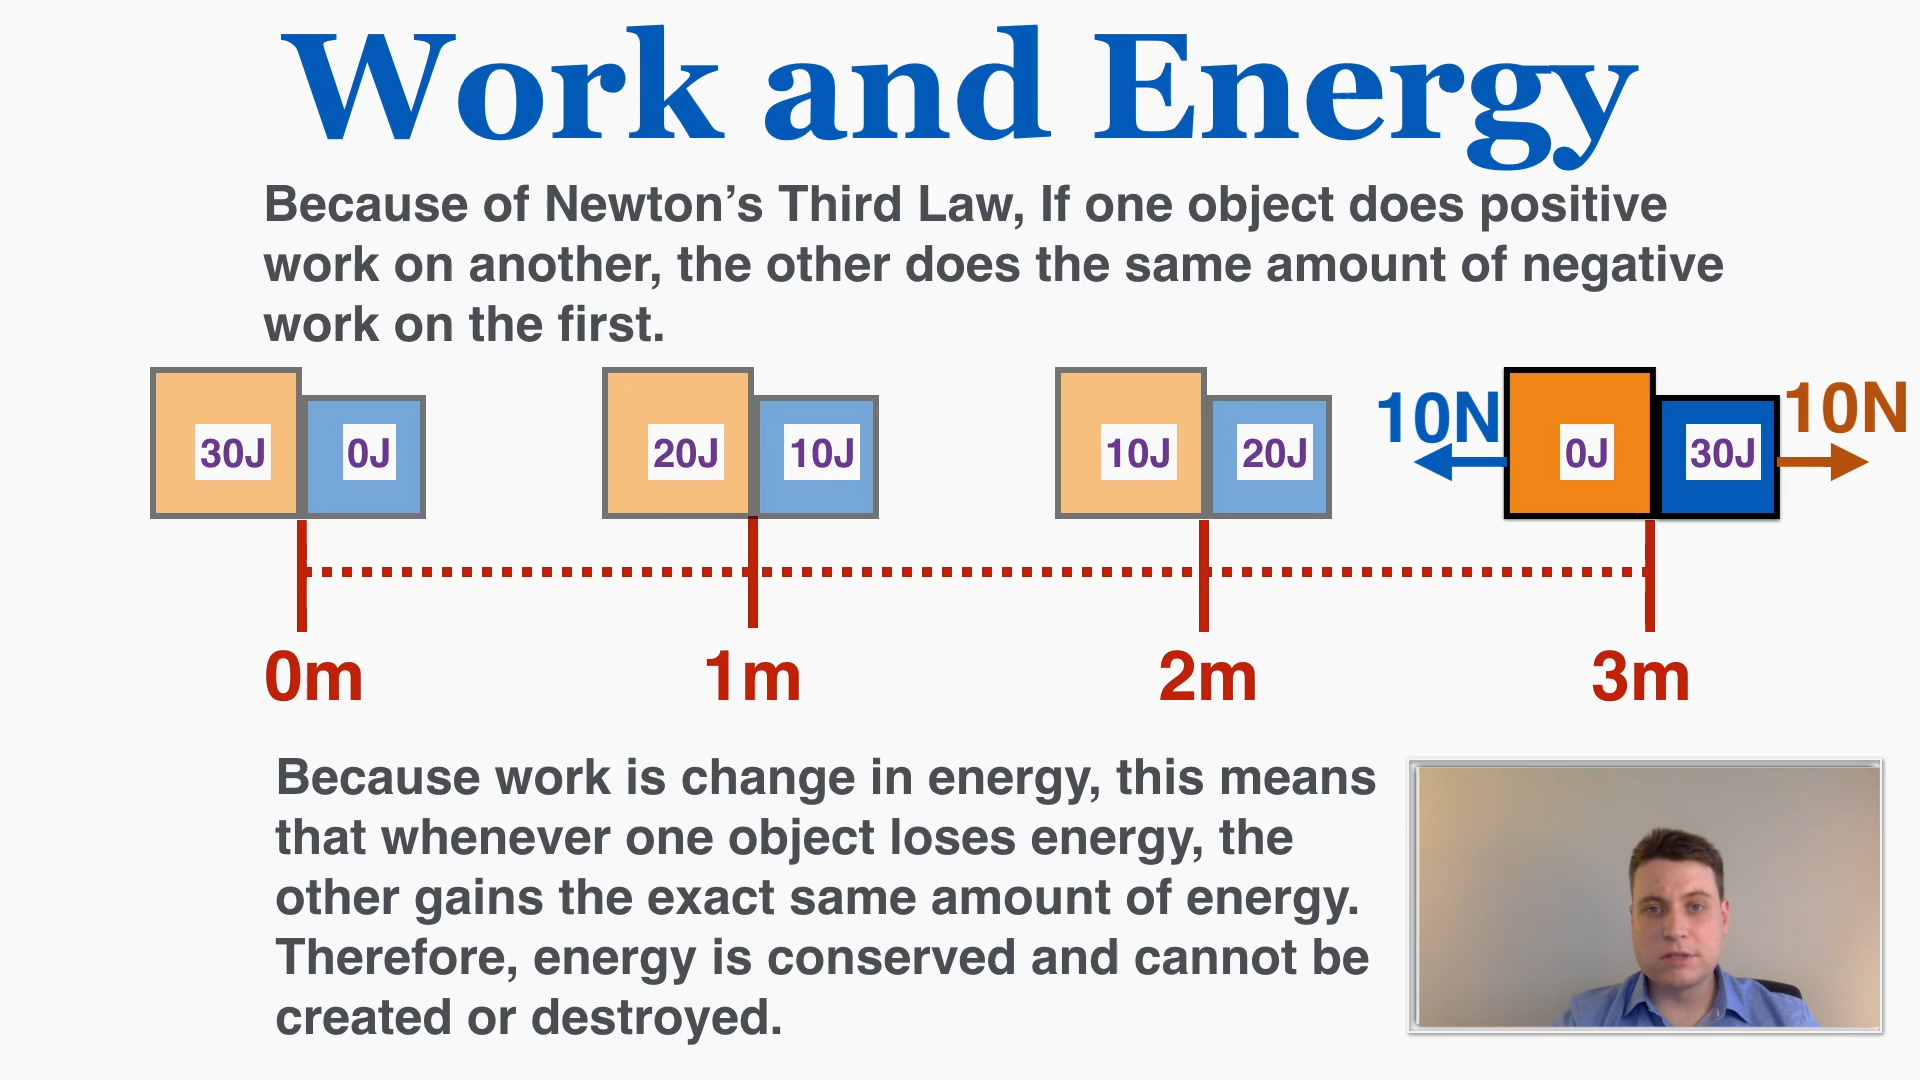 Work and Energy
Because of Newton’s Third Law, If one object does positive
work on another, the other does the same amount of negative
work on the first.
30J 0J 20J 10J 10J 20J 10N 0J 30J 10N
0m 1m 2m 3m
Because work is change in energy, this means
that whenever one object loses energy, the
other gains the exact same amount of energy.
Therefore, energy is conserved and cannot be
created or destroyed.